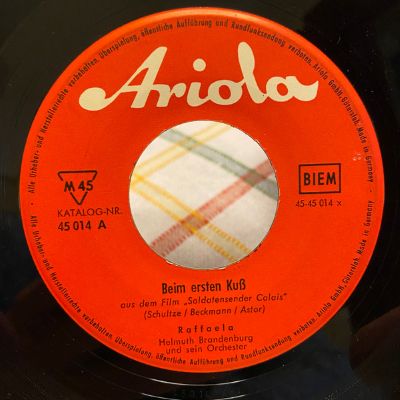 Ariola
Alle Urheber- und Herstellerrechte vorbehalten. Überspielung, öffentliche Aufführung und Rundfunksendung verboten. Ariola GmbH, Gütersloh. Made in Germany
M 45
KATALOG-NR.
45 014 A
BIEM
45-45 014 x
Beim ersten Kuß
aus dem Film „Soldatensender Calais"
(Schultze / Beckmann / Astor)
Raffaela
Helmuth Brandenburg
und sein Orchester
Alle Urheber- und Herstellerrechte vorbehalten. Überspielung, öffentliche Aufführung und Rundfunksendung verboten. Ariola GmbH, Gütersloh. Made in Germany